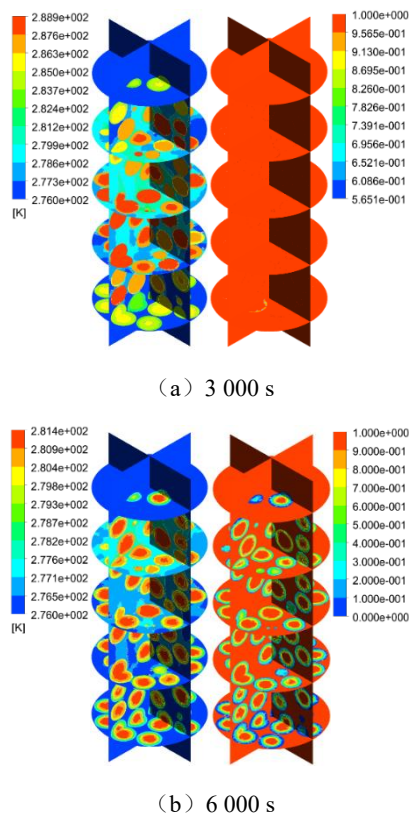 2.889e+002
2.876e+002
2.863e+002
2.850e+002
2.837e+002
2.824e+002
2.812e+002
2.799e+002
2.786e+002
2.773e+002
2.760e+002
[K]
1.000e+000
9.565e-001
9.130e-001
8.695e-001
8.260e-001
7.826e-001
7.391e-001
6.956e-001
6.521e-001
6.086e-001
5.651e-001
（a）3 000 s
2.814e+002
2.809e+002
2.804e+002
2.798e+002
2.793e+002
2.787e+002
2.782e+002
2.776e+002
2.771e+002
2.765e+002
2.760e+002
[K]
1.000e+000
9.000e-001
8.000e-001
7.000e-001
6.000e-001
5.000e-001
4.000e-001
3.000e-001
2.000e-001
1.000e-001
0.000e+000
（b）6 000 s